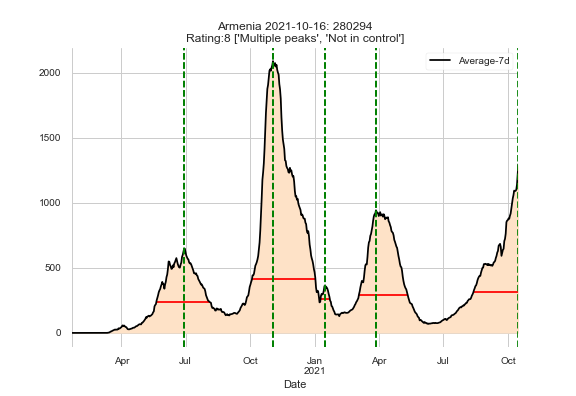 Armenia 2021-10-16: 280294
Rating:8 ['Multiple peaks', 'Not in control']
Average-7d
2000
1500
1000
500
0
Apr Jul Oct Jan Apr Jul Oct
2021
Date